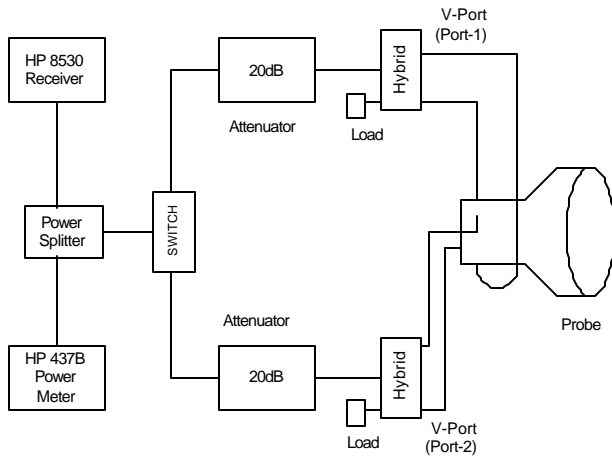 V-Port
(Port-1)
HP 8530
Receiver
20dB
Hybrid
Attenuator
Load
Power
Splitter
SWITCH
Probe
Attenuator
HP 437B
Power
Meter
20dB
Hybrid
Load
V-Port
(Port-2)